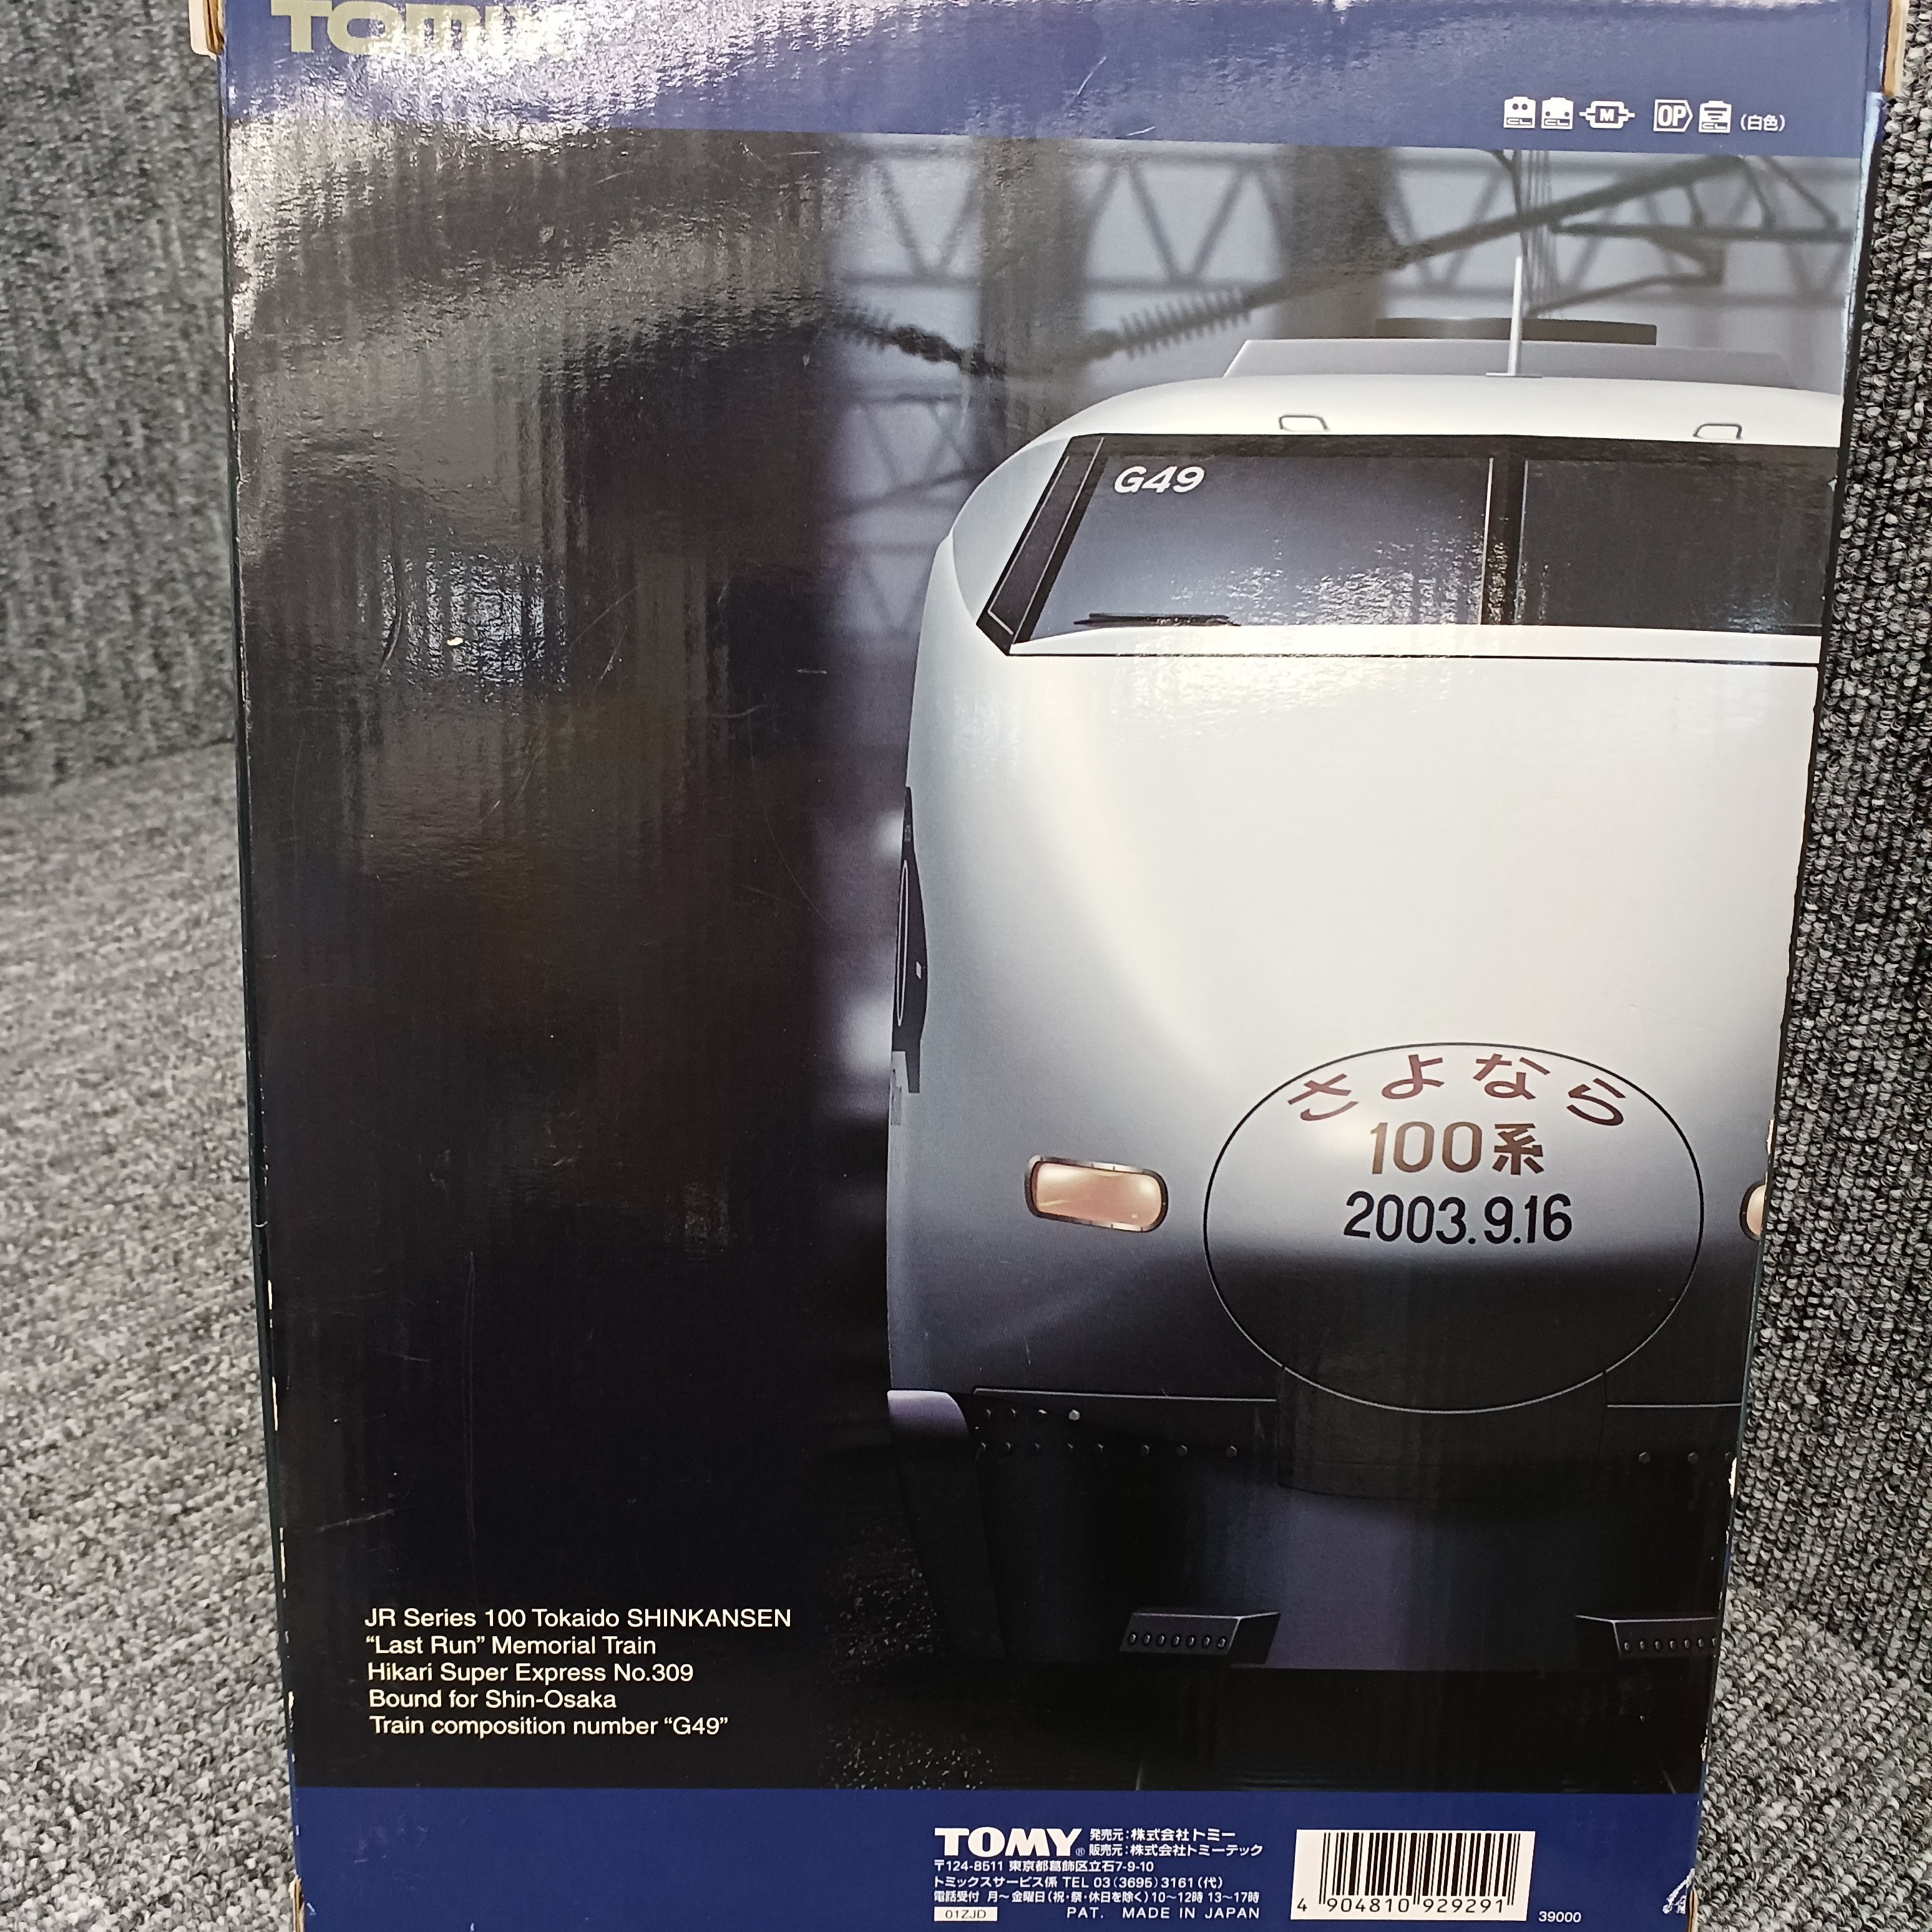 TOMIX
CL CL M OP CL (白色)
G49
さよなら
100系
2003.9.16
JR Series 100 Tokaido SHINKANSEN
“Last Run” Memorial Train
Hikari Super Express No.309
Bound for Shin-Osaka
Train composition number “G49”
TOMY® 発売元:株式会社トミー
販売元:株式会社トミーテック
〒124-8511 東京都葛飾区立石7-9-10
トミックスサービス係 TEL 03(3695)3161(代)
電話受付 月〜金曜日(祝・祭・休日を除く)10〜12時 13〜17時
01ZJD PAT. MADE IN JAPAN
4 904810 929291
39000